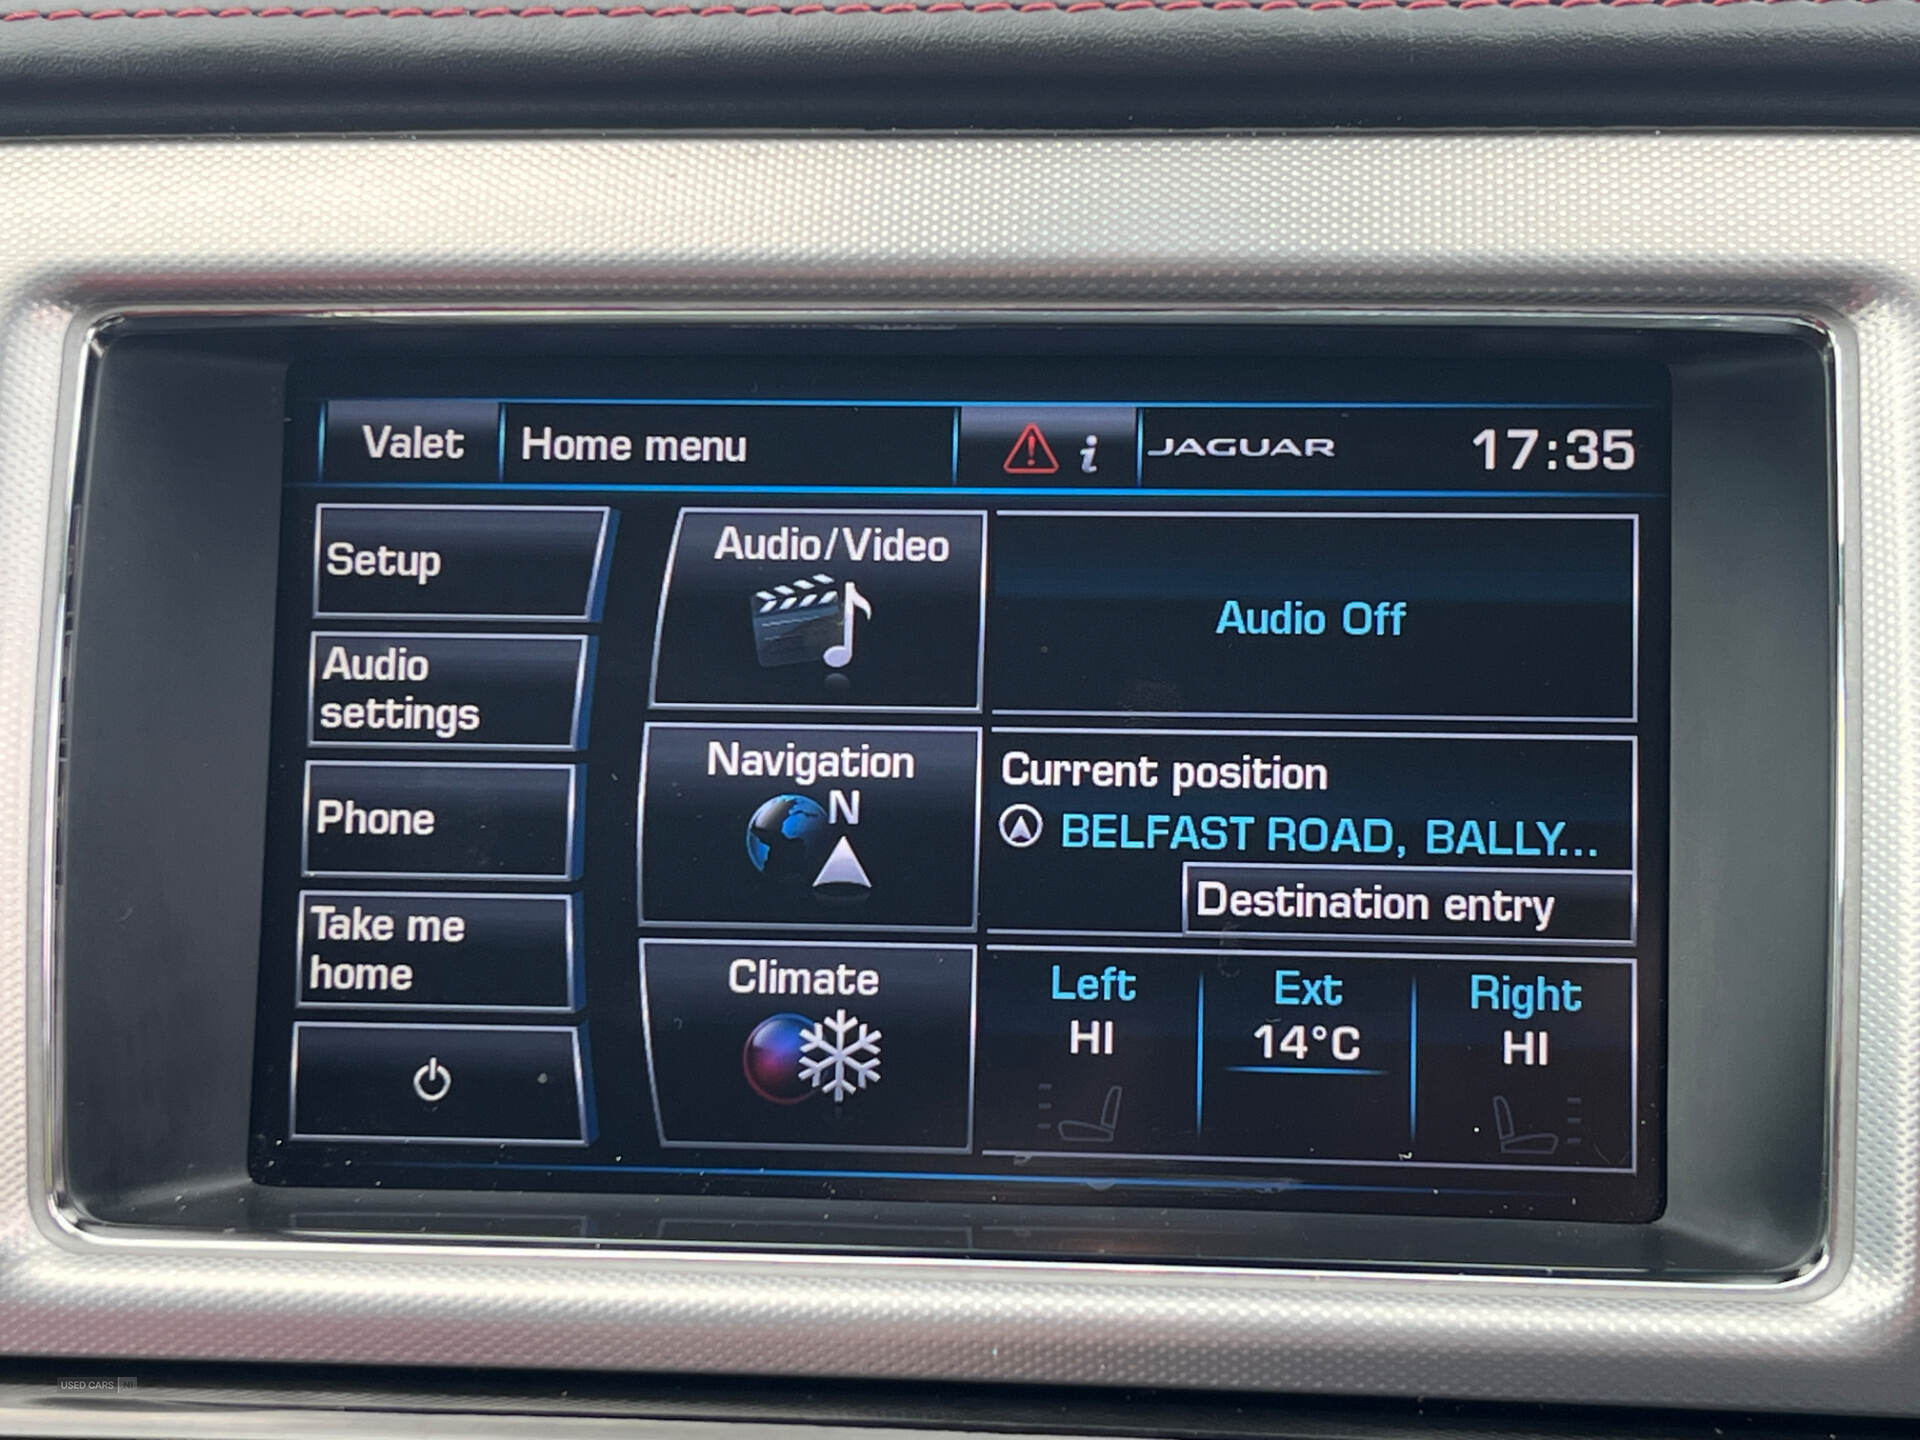 Valet
Home menu
i
JAGUAR
17:35
Setup
Audio
settings
Phone
Take me
home
Audio/Video
Audio Off
Navigation
N
Current position
BELFAST ROAD, BALLY...
Destination entry
Climate
Left
HI
Ext
14°C
Right
HI
USED CARS NI